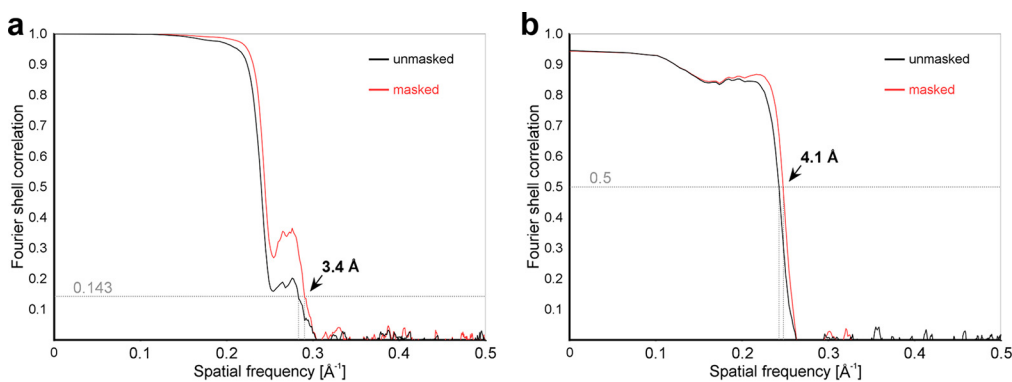 a
1.0
0.9
0.8
0.7
0.6
0.5
0.4
0.3
0.2
0.1
Fourier shell correlation
unmasked
masked
3.4 Å
0.143
0
0.1
0.2
0.3
0.4
0.5
Spatial frequency [Å⁻¹]
b
1.0
0.9
0.8
0.7
0.6
0.5
0.4
0.3
0.2
0.1
Fourier shell correlation
unmasked
masked
4.1 Å
0.5
0
0.1
0.2
0.3
0.4
0.5
Spatial frequency [Å⁻¹]